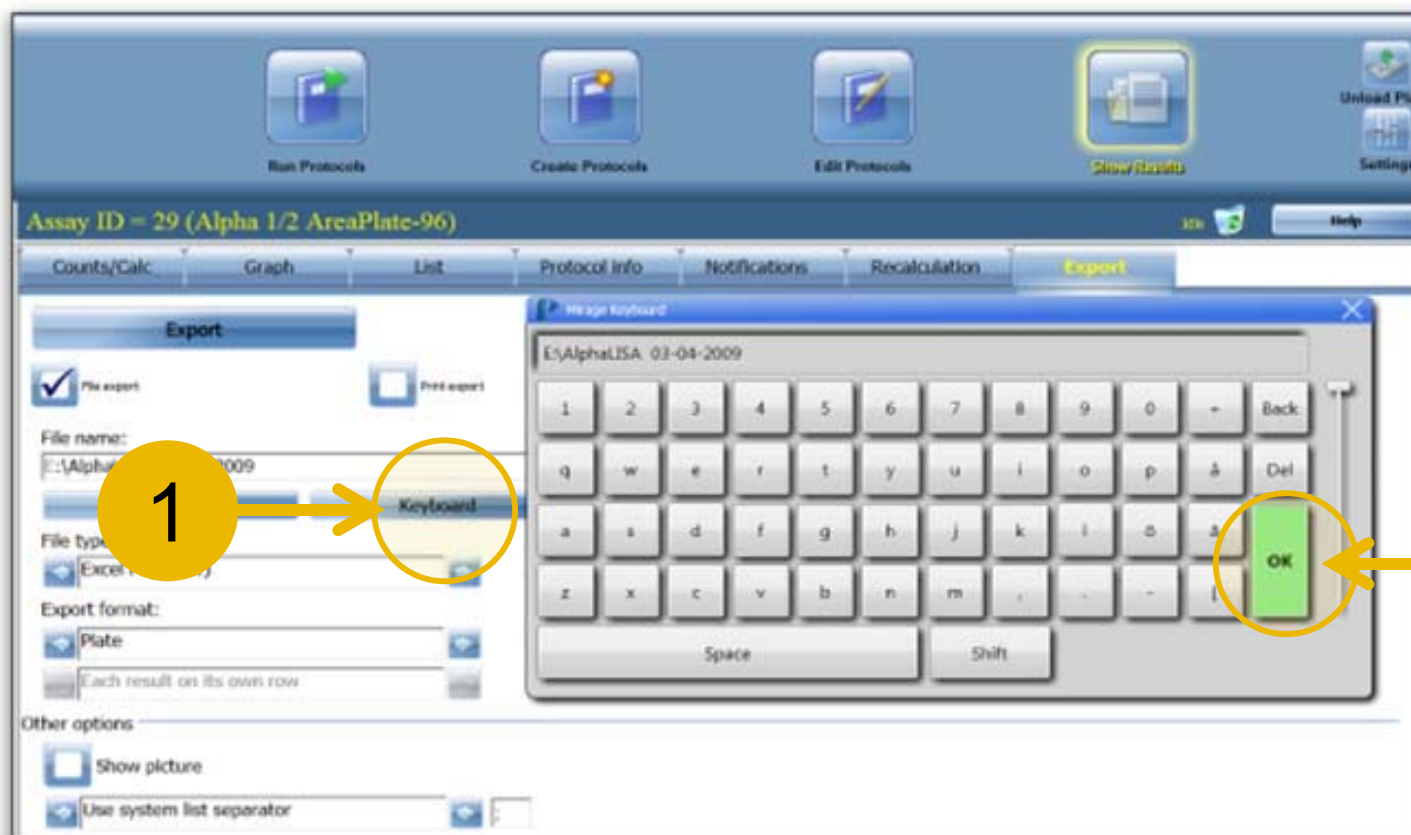 Run Protocols
Create Protocols
Edit Protocols
Show Results
Unload Pl
Settings
Assay ID = 29 (Alpha 1/2 AreaPlate-96)
Idle
Help
Counts/Calc
Graph
List
Protocol info
Notifications
Recalculation
Export
Mirage Keyboard
Export
E:\AlphaLISA 03-04-2009
File export
Print export
1 2 3 4 5 6 7 8 9 0 Back
File name:
E:\Alpha 2009
q w e r t y u i o p å Del
1
Keyboard
a s d f g h j k l ö ä OK
File type
Excel
z x c v b n m , . -
Export format:
Plate
Space Shift
Each result on its own row
Other options
Show picture
Use system list separator